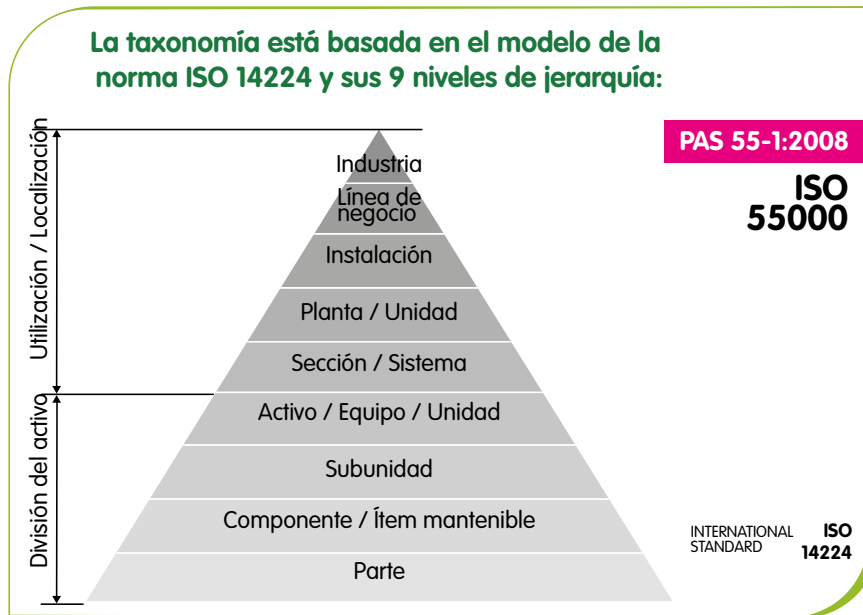 La taxonomía está basada en el modelo de la
norma ISO 14224 y sus 9 niveles de jerarquía:
PAS 55-1:2008
ISO
55000
Utilización / Localización
Industria
Línea de
negocio
Instalación
Planta / Unidad
Sección / Sistema
División del activo
Activo / Equipo / Unidad
Subunidad
Componente / Ítem mantenible
Parte
INTERNATIONAL
STANDARD
ISO
14224